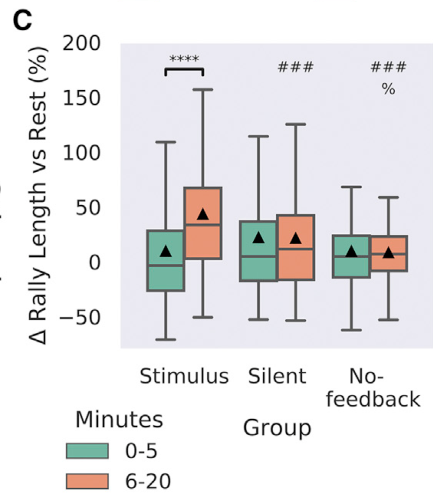 C
Δ Rally Length vs Rest (%)
200
150
100
50
0
−50
****
###
###
%
Stimulus
Silent
No-
feedback
Group
Minutes
0-5
6-20